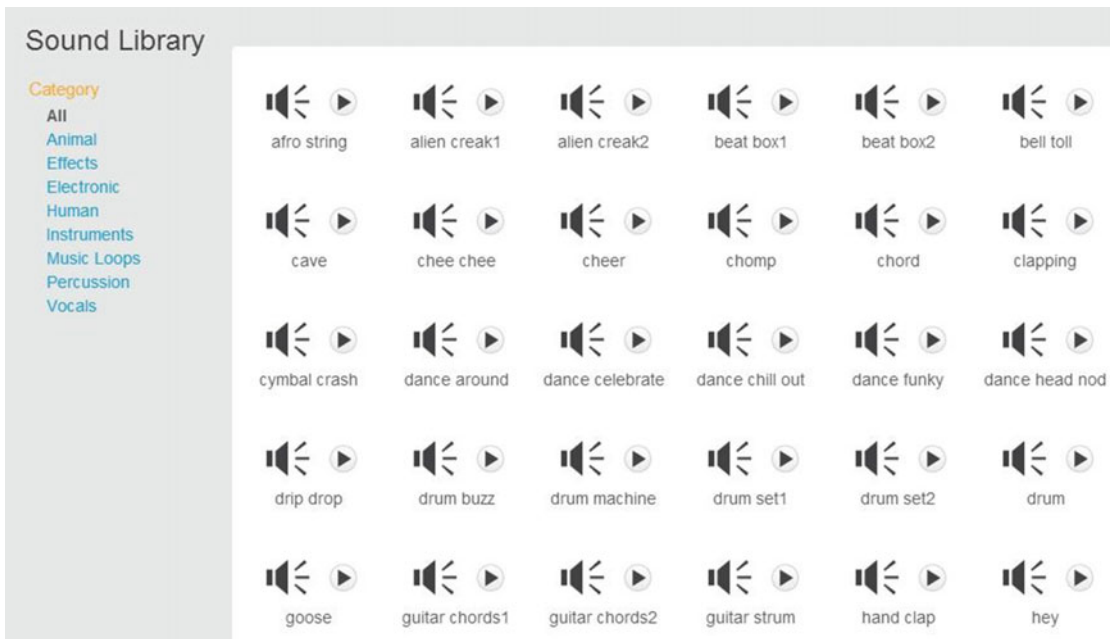 Sound Library
Category
All
Animal
Effects
Electronic
Human
Instruments
Music Loops
Percussion
Vocals
afro string alien creak1 alien creak2 beat box1 beat box2 bell toll
cave chee chee cheer chomp chord clapping
cymbal crash dance around dance celebrate dance chill out dance funky dance head nod
drip drop drum buzz drum machine drum set1 drum set2 drum
goose guitar chords1 guitar chords2 guitar strum hand clap hey